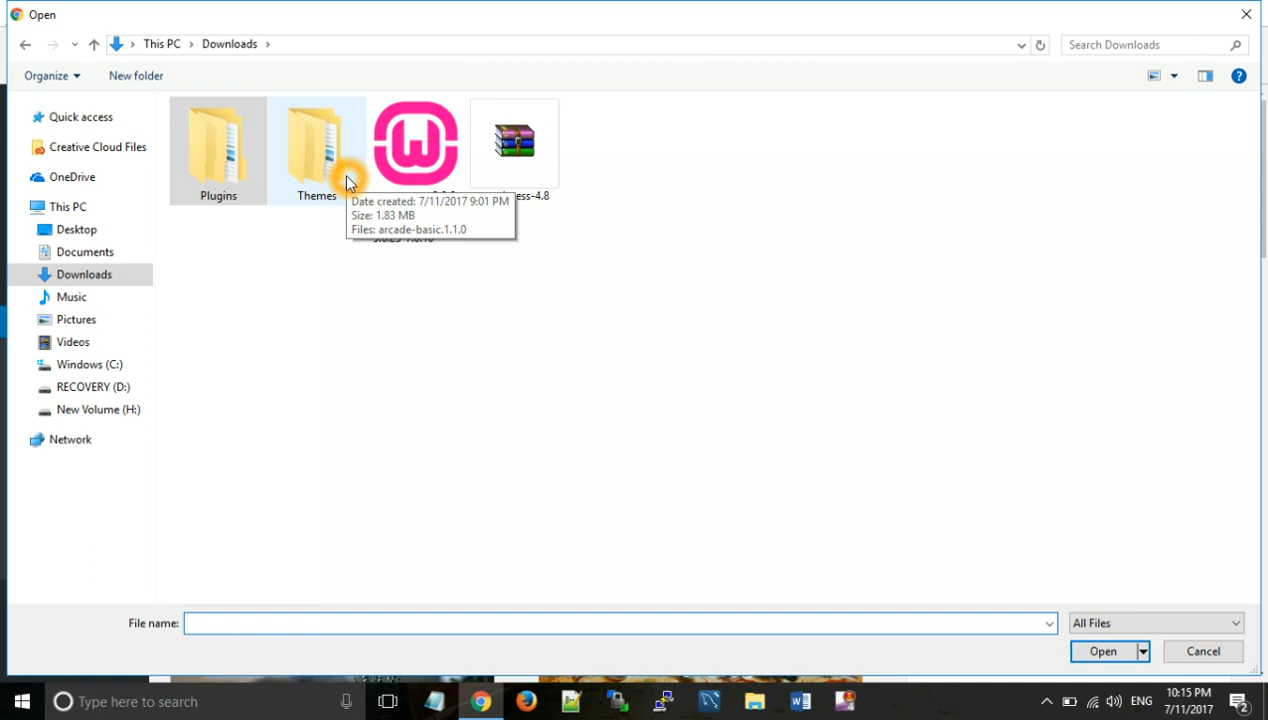 Open
This PC
Downloads
Search Downloads
Organize
New folder
Quick access
Creative Cloud Files
OneDrive
This PC
Desktop
Documents
Downloads
Music
Pictures
Videos
Windows (C:)
RECOVERY (D:)
New Volume (H:)
Network
Plugins
Themes
ess-4.8
Date created: 7/11/2017 9:01 PM
Size: 1.83 MB
Files: arcade-basic.1.1.0
File name:
All Files
Open
Cancel
Type here to search
ENG
10:15 PM
7/11/2017
2